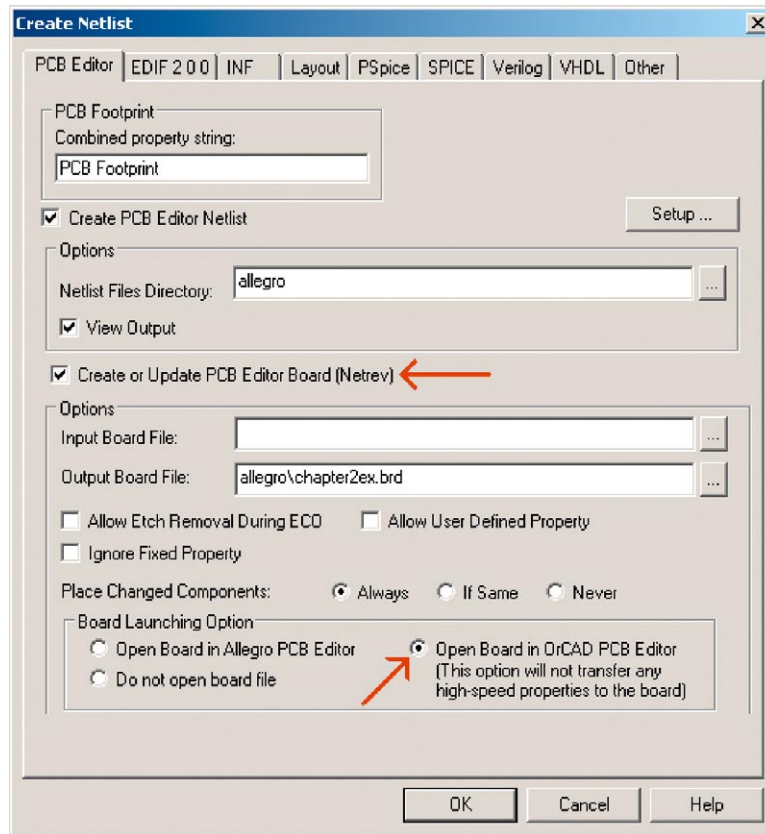 Create Netlist
PCB Editor EDIF 2 0 0 INF Layout PSpice SPICE Verilog VHDL Other
PCB Footprint
Combined property string:
PCB Footprint
Create PCB Editor Netlist
Setup ...
Options
Netlist Files Directory:
allegro
...
View Output
Create or Update PCB Editor Board (Netrev)
Options
Input Board File:
...
Output Board File:
allegro\chapter2ex.brd
...
Allow Etch Removal During ECO
Allow User Defined Property
Ignore Fixed Property
Place Changed Components:
Always
If Same
Never
Board Launching Option
Open Board in Allegro PCB Editor
Do not open board file
Open Board in OrCAD PCB Editor
(This option will not transfer any
high-speed properties to the board)
OK
Cancel
Help